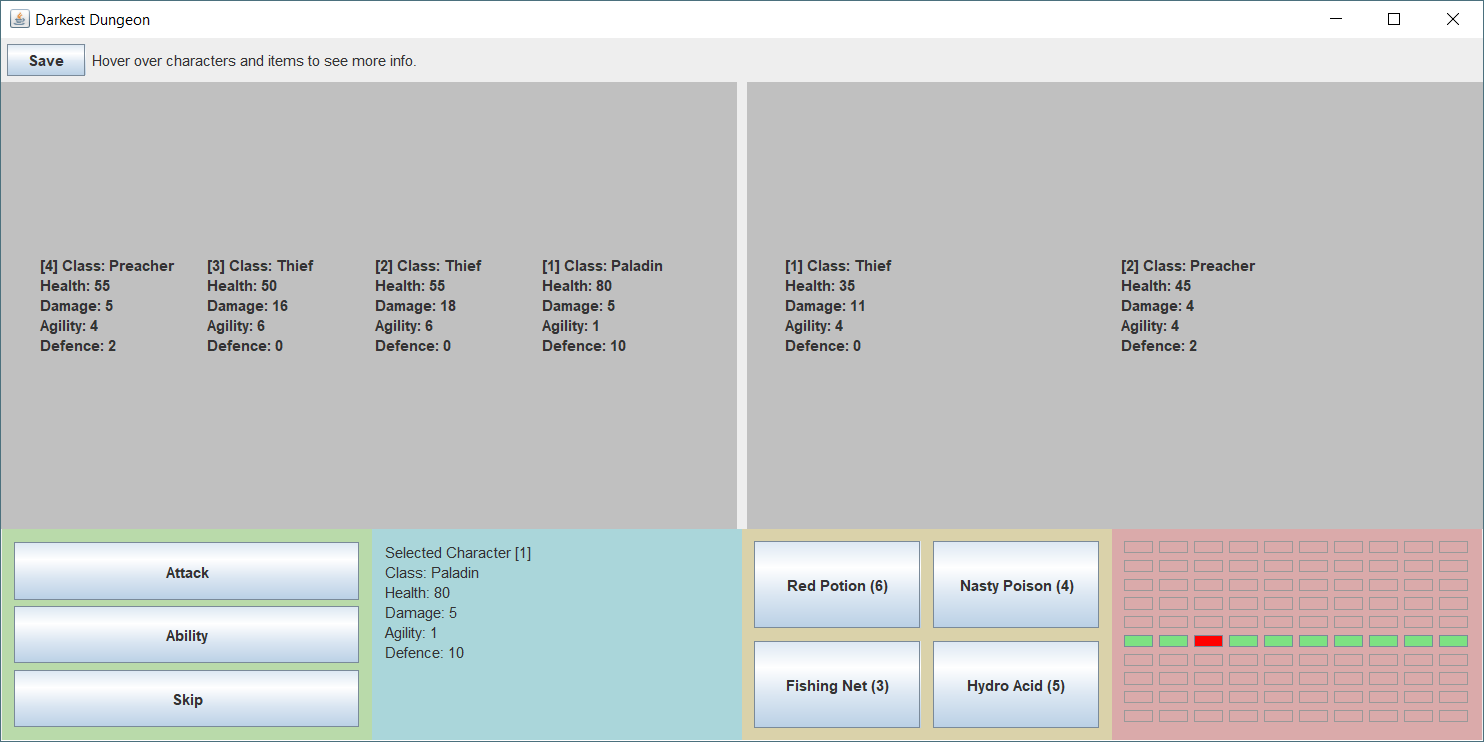 Darkest Dungeon
Save
Hover over characters and items to see more info.
[4] Class: Preacher
Health: 55
Damage: 5
Agility: 4
Defence: 2
[3] Class: Thief
Health: 50
Damage: 16
Agility: 6
Defence: 0
[2] Class: Thief
Health: 55
Damage: 18
Agility: 6
Defence: 0
[1] Class: Paladin
Health: 80
Damage: 5
Agility: 1
Defence: 10
[1] Class: Thief
Health: 35
Damage: 11
Agility: 4
Defence: 0
[2] Class: Preacher
Health: 45
Damage: 4
Agility: 4
Defence: 2
Attack
Ability
Skip
Selected Character [1]
Class: Paladin
Health: 80
Damage: 5
Agility: 1
Defence: 10
Red Potion (6)
Nasty Poison (4)
Fishing Net (3)
Hydro Acid (5)